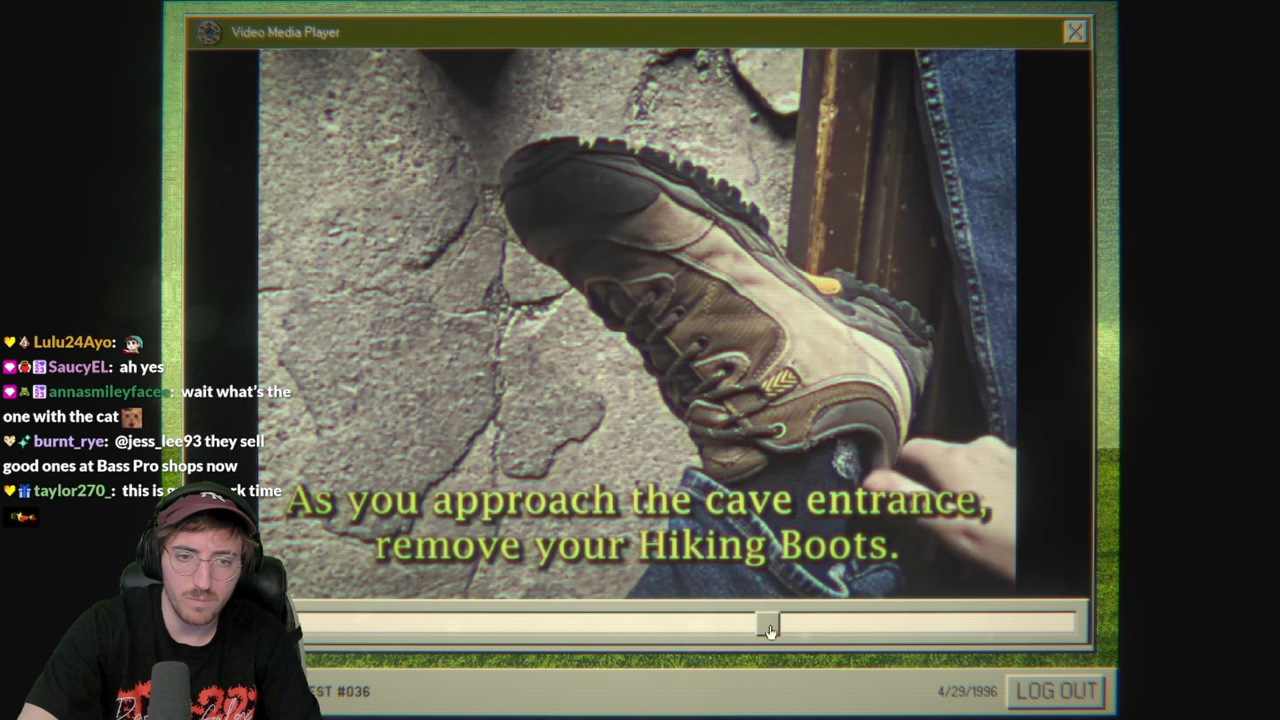 Video Media Player
Lulu24Ayo:
SaucyEL: ah yes
annasmileyface : wait what's the
one with the cat
burnt_rye: @jess_lee93 they sell
good ones at Bass Pro shops now
taylor270_: this is time
As you approach the cave entrance,
remove your Hiking Boots.
#036
4/29/1996
LOG OUT